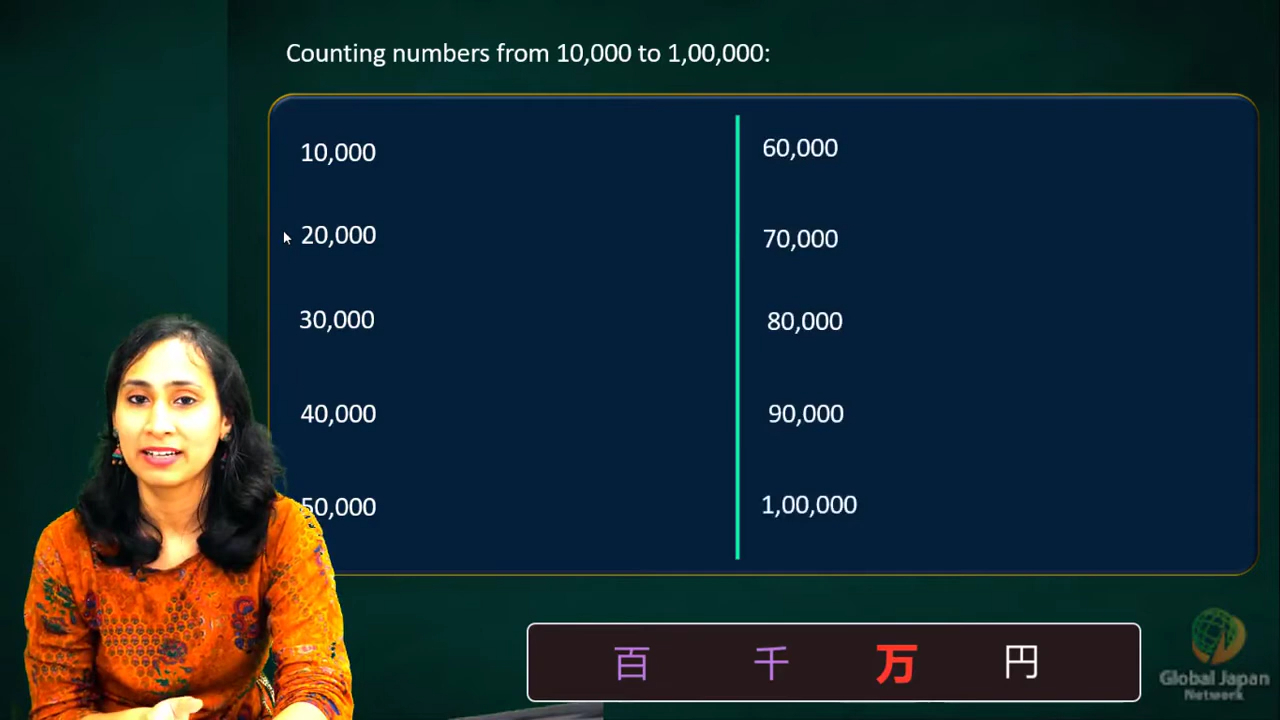 Counting numbers from 10,000 to 1,00,000:
10,000
20,000
30,000
40,000
50,000
60,000
70,000
80,000
90,000
1,00,000
百 千 万 円
Global Japan
Network